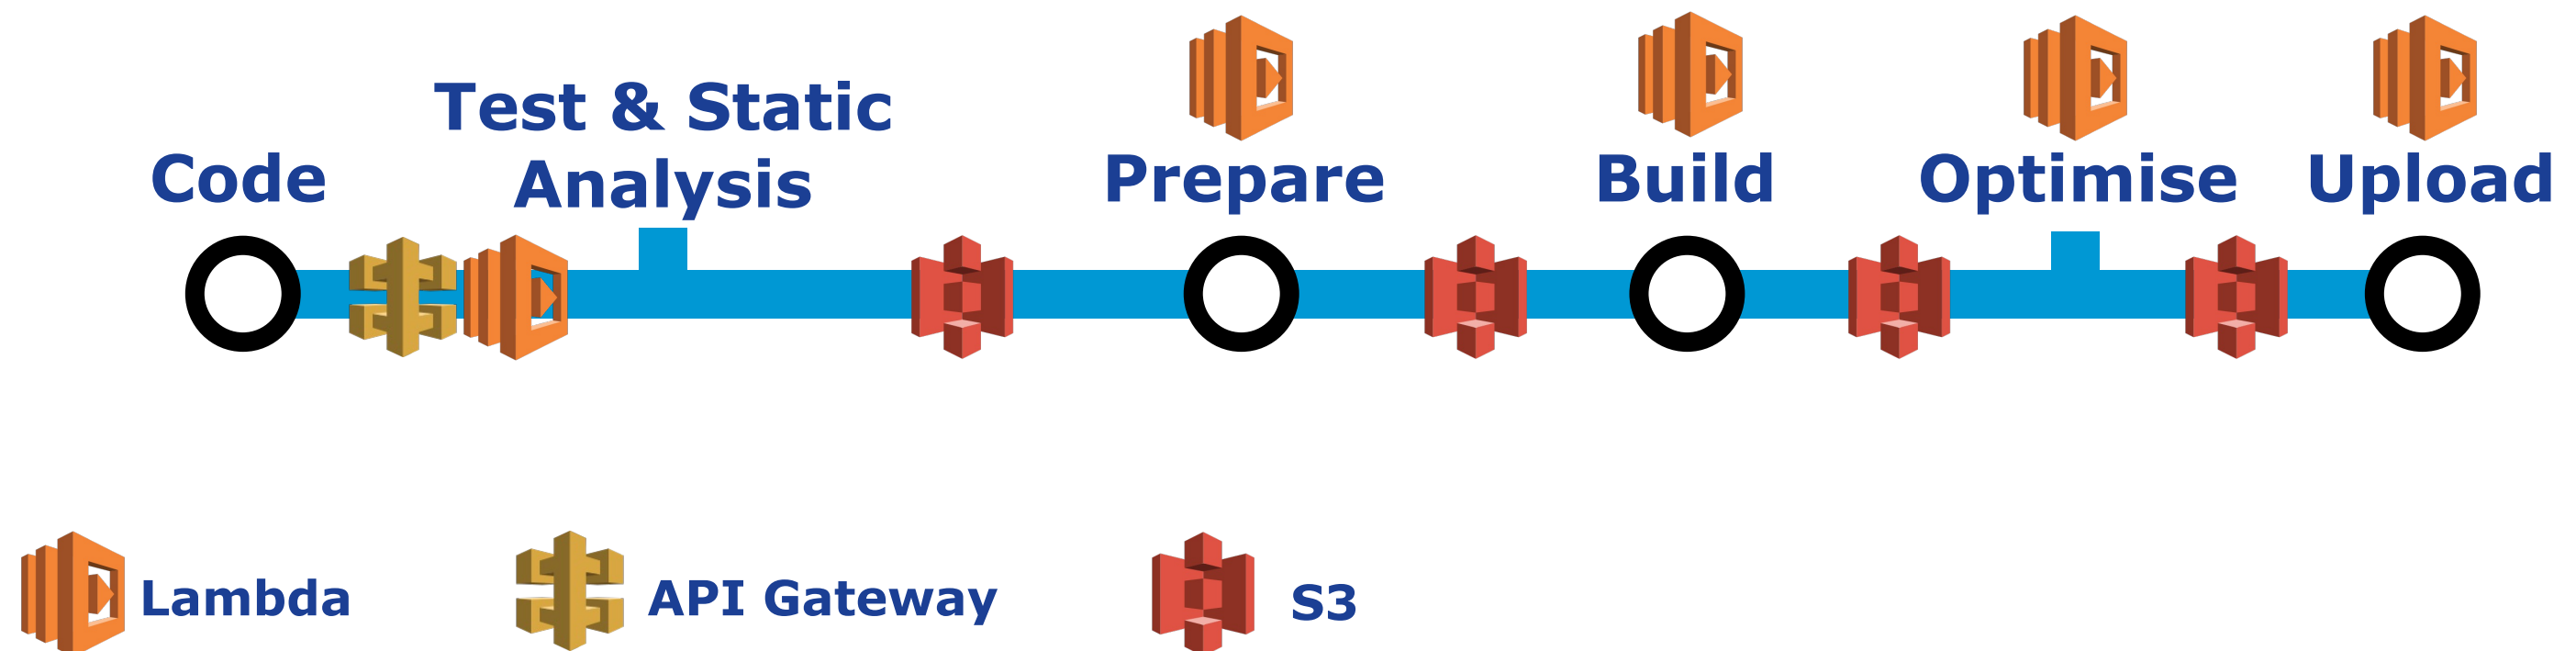 Code
Test & Static
Analysis
Prepare
Build
Optimise
Upload
Lambda
API Gateway
S3